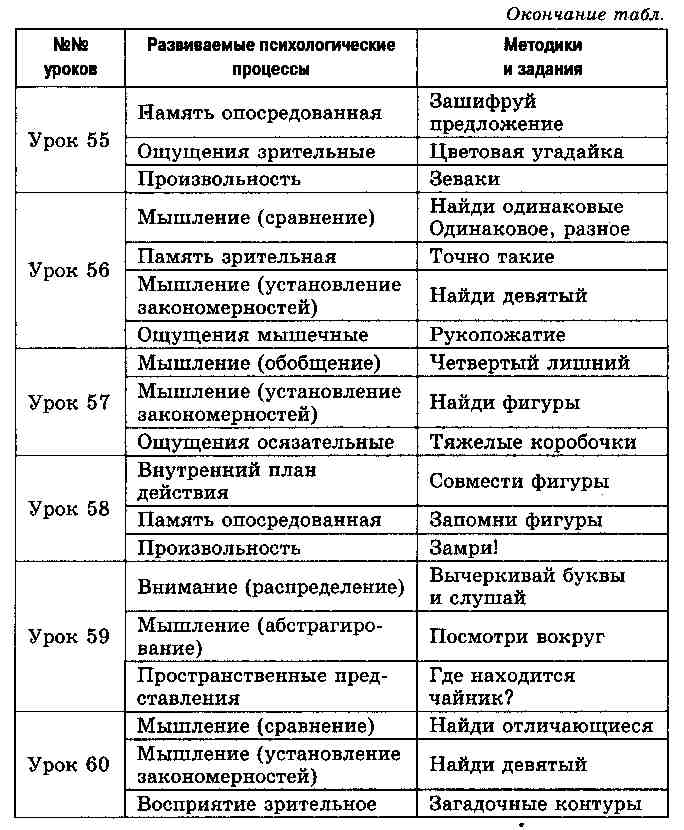 Окончание табл.
№№ уроков
Развиваемые психологические процессы
Методики и задания
Урок 55
Намять опосредованная
Зашифруй
предложение
Ощущения зрительные
Цветовая угадайка
Произвольность
Зеваки
Урок 56
Мышление (сравнение)
Найди одинаковые
Одинаковое, разное
Память зрительная
Точно такие
Мышление (установление
закономерностей)
Найди девятый
Ощущения мышечные
Рукопожатие
Урок 57
Мышление (обобщение)
Четвертый лишний
Мышление (установление
закономерностей)
Найди фигуры
Ощущения осязательные
Тяжелые коробочки
Урок 58
Внутренний план
действия
Совмести фигуры
Память опосредованная
Запомни фигуры
Произвольность
Замри!
Урок 59
Внимание (распределение)
Вычеркивай буквы
и слушай
Мышление (абстрагиро-
вание)
Посмотри вокруг
Пространственные пред-
ставления
Где находится
чайник?
Урок 60
Мышление (сравнение)
Найди отличающиеся
Мышление (установление
закономерностей)
Найди девятый
Восприятие зрительное
Загадочные контуры